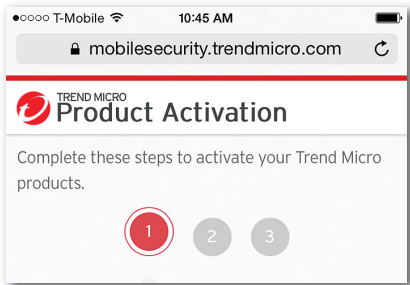 T-Mobile 10:45 AM
mobilesecurity.trendmicro.com
TREND MICRO
Product Activation
Complete these steps to activate your Trend Micro
products.
1 2 3